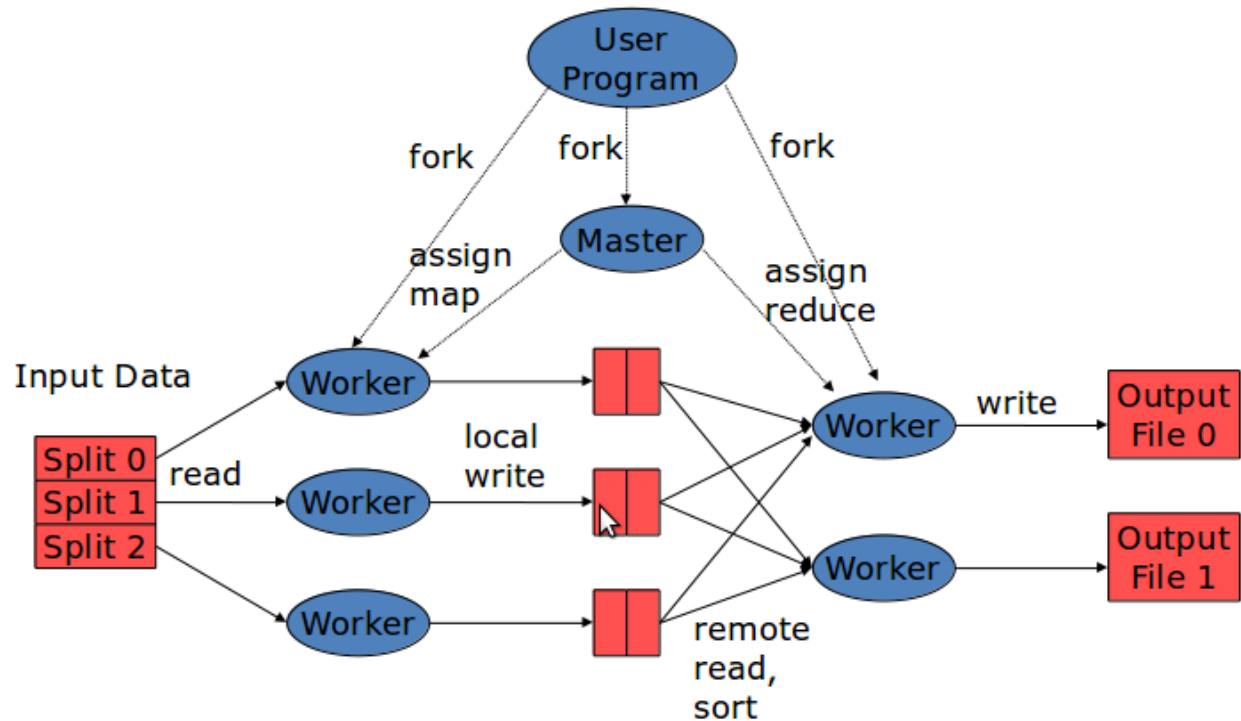 User
Program
fork
fork
fork
Master
assign
map
assign
reduce
Input Data
Worker
Split 0
Split 1
Split 2
read
local
write
Worker
Worker
Worker
write
Output
File 0
Worker
Output
File 1
remote
read,
sort